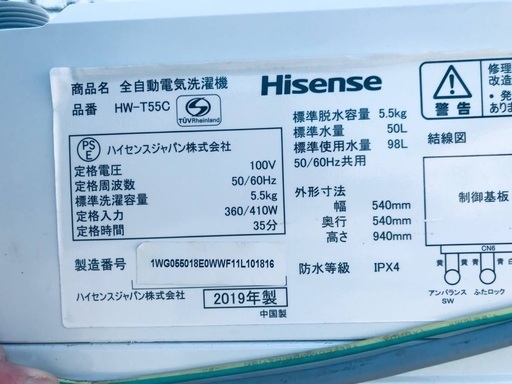 商品名 全自動電気洗濯機
品番 HW-T55C
TÜVRheinland
Hisense
PS
E
ハイセンスジャパン株式会社
定格電圧 100V
定格周波数 50/60Hz
標準洗濯容量 5.5kg
定格入力 360/410W
定格時間 35分
製造番号 1WG055018E0WWF11L101816
ハイセンスジャパン株式会社
2019年製
中国製
標準脱水容量 5.5kg
標準水量 50L
標準使用水量 98L
50/60Hz共用
外形寸法
幅 540mm
奥行 540mm
高さ 940mm
防水等級 IPX4
警告
修理
・発
あり
結線図
制御基板
CN6
黄 黄 白 青
アンバランス ふたロック
SW